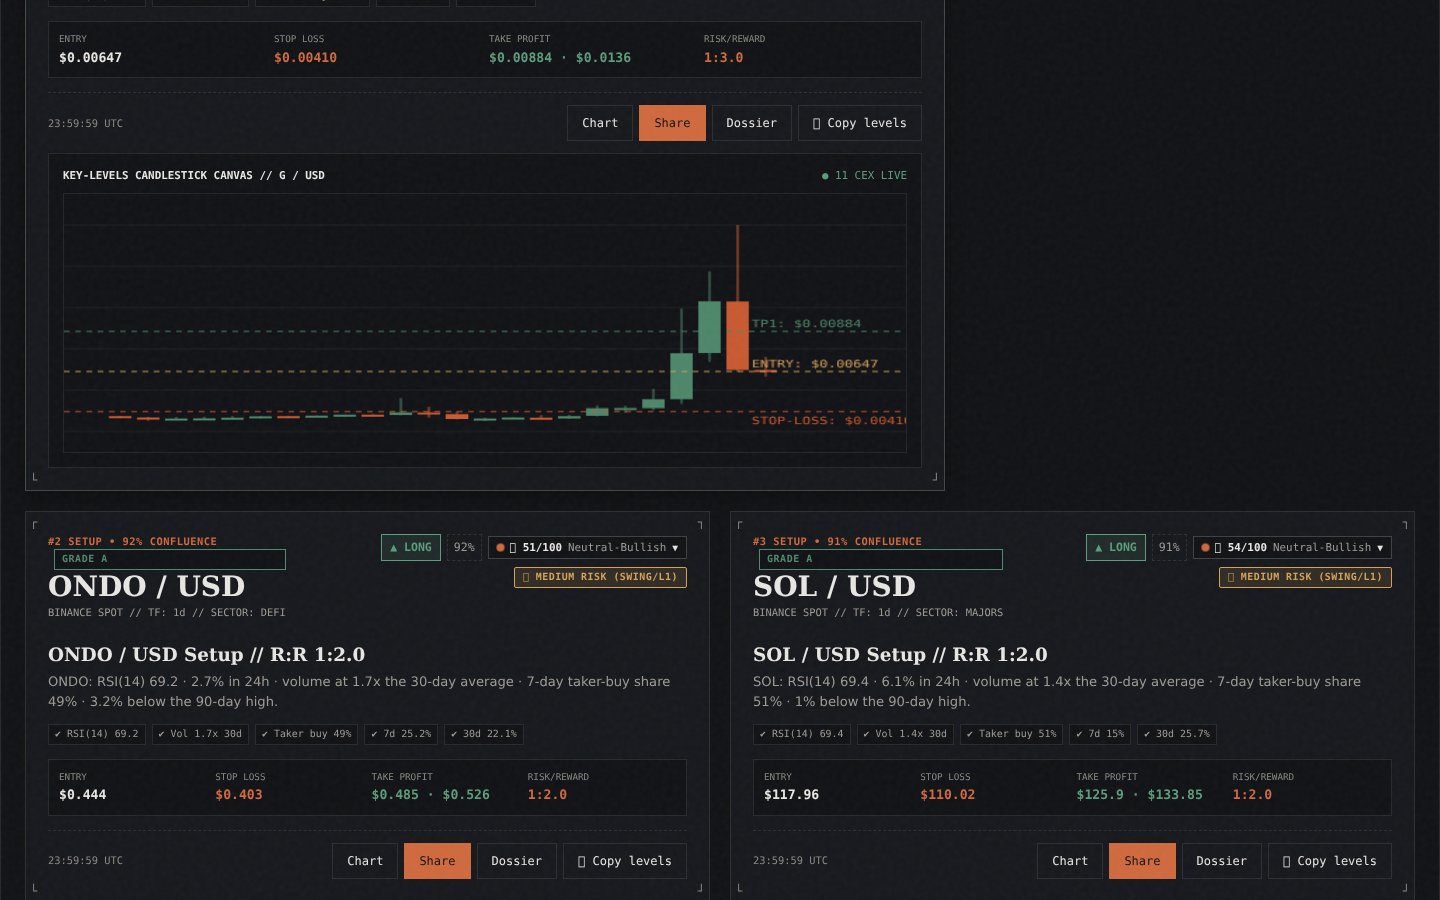 ENTRY STOP LOSS TAKE PROFIT RISK/REWARD
$0.00647 $0.00410 $0.00884 · $0.0136 1:3.0
23:59:59 UTC Chart Share Dossier Copy levels
KEY-LEVELS CANDLESTICK CANVAS // G / USD ● 11 CEX LIVE
TP1: $0.00884
ENTRY: $0.00647
STOP-LOSS: $0.00410
#2 SETUP • 92% CONFLUENCE
GRADE A
▲ LONG 92% 51/100 Neutral-Bullish ▼
ONDO / USD
MEDIUM RISK (SWING/L1)
BINANCE SPOT // TF: 1d // SECTOR: DEFI
ONDO / USD Setup // R:R 1:2.0
ONDO: RSI(14) 69.2 · 2.7% in 24h · volume at 1.7x the 30-day average · 7-day taker-buy share
49% · 3.2% below the 90-day high.
✔ RSI(14) 69.2 ✔ Vol 1.7x 30d ✔ Taker buy 49% ✔ 7d 25.2% ✔ 30d 22.1%
ENTRY STOP LOSS TAKE PROFIT RISK/REWARD
$0.444 $0.403 $0.485 · $0.526 1:2.0
23:59:59 UTC Chart Share Dossier Copy levels
#3 SETUP • 91% CONFLUENCE
GRADE A
▲ LONG 91% 54/100 Neutral-Bullish ▼
SOL / USD
MEDIUM RISK (SWING/L1)
BINANCE SPOT // TF: 1d // SECTOR: MAJORS
SOL / USD Setup // R:R 1:2.0
SOL: RSI(14) 69.4 · 6.1% in 24h · volume at 1.4x the 30-day average · 7-day taker-buy share
51% · 1% below the 90-day high.
✔ RSI(14) 69.4 ✔ Vol 1.4x 30d ✔ Taker buy 51% ✔ 7d 15% ✔ 30d 25.7%
ENTRY STOP LOSS TAKE PROFIT RISK/REWARD
$117.96 $110.02 $125.9 · $133.85 1:2.0
23:59:59 UTC Chart Share Dossier Copy levels